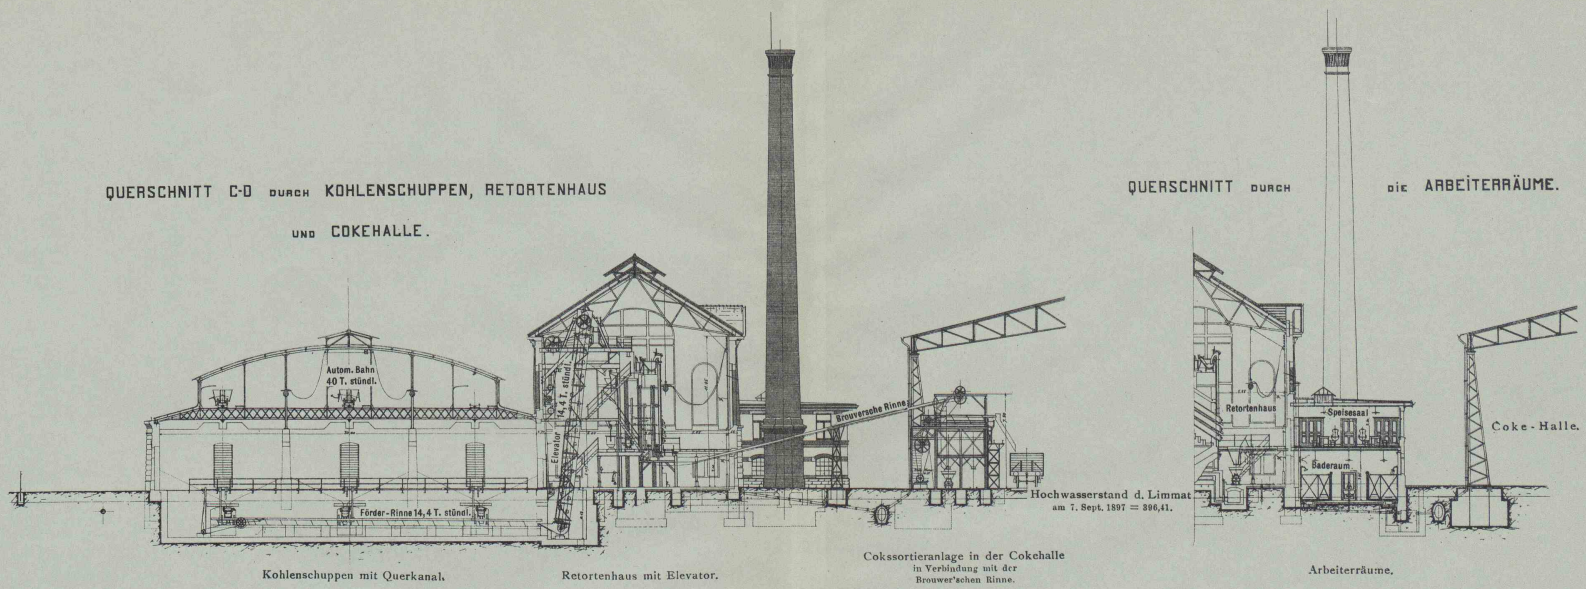 QUERSCHNITT C-D DURCH KOHLENSCHUPPEN, RETORTENHAUS
UND COKEHALLE.
QUERSCHNITT DURCH DIE ARBEITERRÄUME.
Autom. Bahn
40 T. stündl.
Elevator 14,4 T. stündl.
Brouversche Rinne
Förder-Rinne 14,4 T. stündl.
Hochwasserstand d. Limmat
am 7. Sept. 1897 = 396,41.
Retortenhaus
Speisesaal
Baderaum
Coke-Halle.
Kohlenschuppen mit Querkanal.
Retortenhaus mit Elevator.
Cokssortieranlage in der Cokehalle
in Verbindung mit der
Brouwer'schen Rinne.
Arbeiterräume.